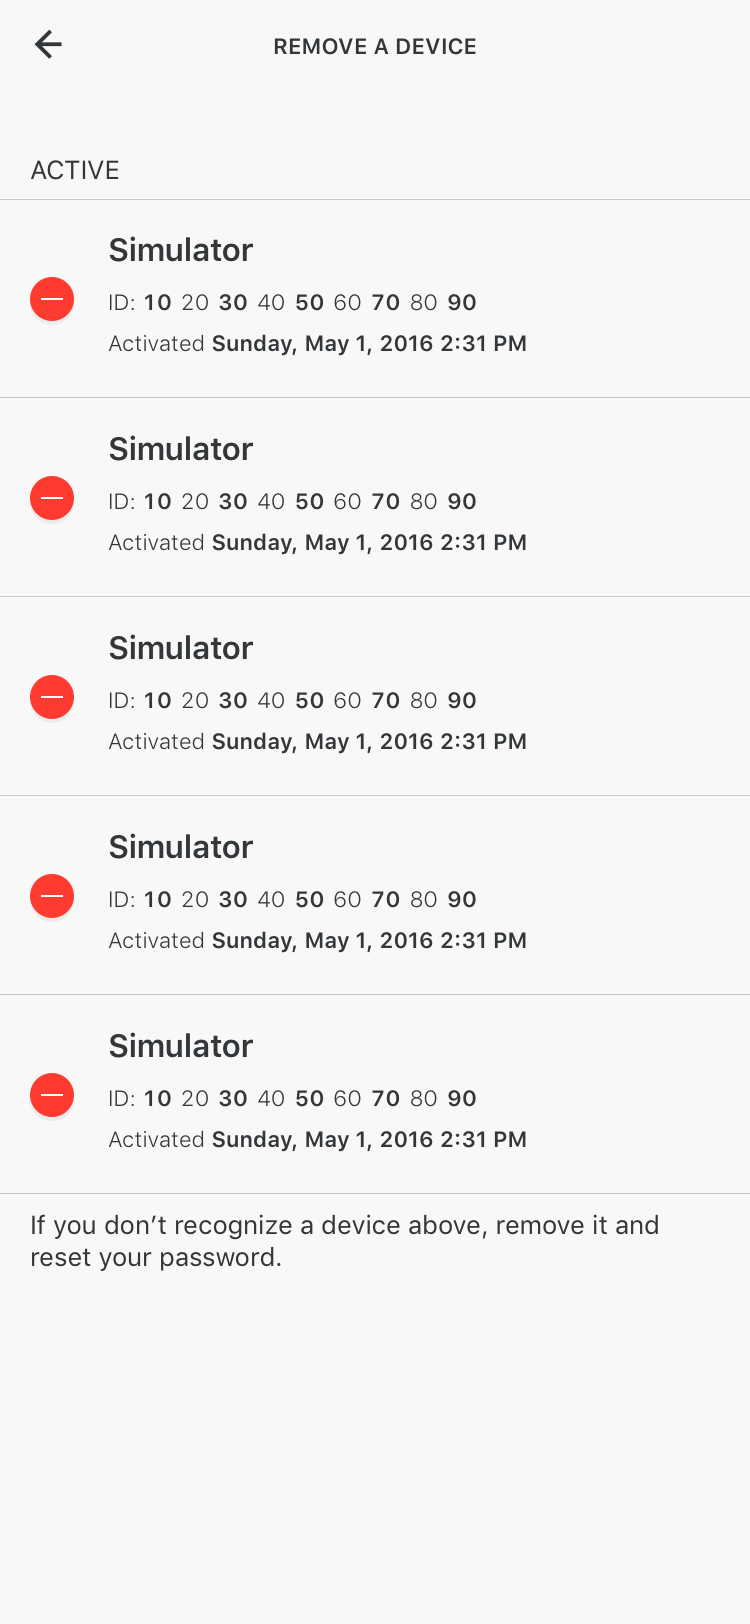 REMOVE A DEVICE
ACTIVE
Simulator
ID: 10 20 30 40 50 60 70 80 90
Activated Sunday, May 1, 2016 2:31 PM
Simulator
ID: 10 20 30 40 50 60 70 80 90
Activated Sunday, May 1, 2016 2:31 PM
Simulator
ID: 10 20 30 40 50 60 70 80 90
Activated Sunday, May 1, 2016 2:31 PM
Simulator
ID: 10 20 30 40 50 60 70 80 90
Activated Sunday, May 1, 2016 2:31 PM
Simulator
ID: 10 20 30 40 50 60 70 80 90
Activated Sunday, May 1, 2016 2:31 PM
If you don’t recognize a device above, remove it and
reset your password.